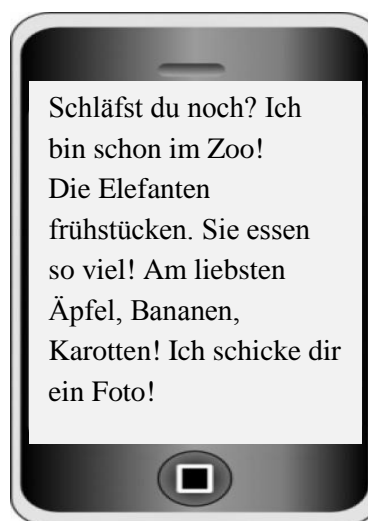 Schläfst du noch? Ich
bin schon im Zoo!
Die Elefanten
frühstücken. Sie essen
so viel! Am liebsten
Äpfel, Bananen,
Karotten! Ich schicke dir
ein Foto!